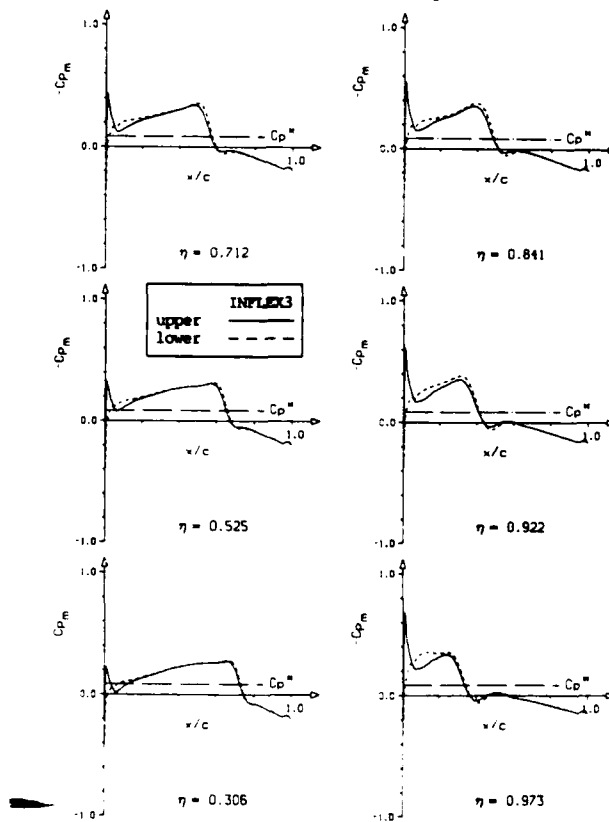 1.0
-Cpm
Cp*
0.0
1.0
x/c
-1.0
η = 0.712
1.0
-Cpm
Cp*
0.0
1.0
x/c
-1.0
η = 0.841
INFLEX3
upper
lower
1.0
-Cpm
Cp*
0.0
1.0
x/c
-1.0
η = 0.525
1.0
-Cpm
Cp*
0.0
1.0
x/c
-1.0
η = 0.922
1.0
Cpm
Cp*
0.0
1.0
x/c
-1.0
η = 0.306
1.0
-Cpm
Cp*
0.0
1.0
x/c
-1.0
η = 0.973